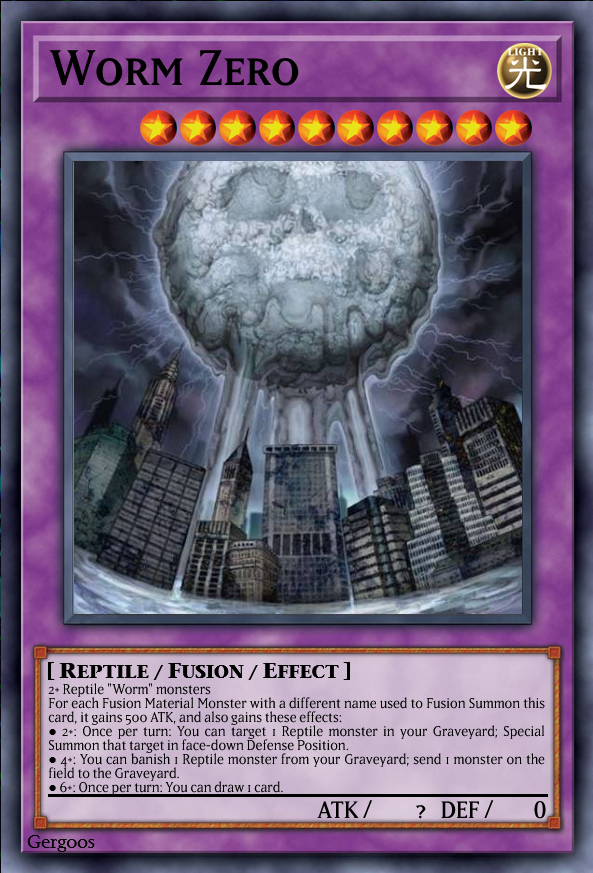 Worm Zero
LIGHT
光
[ Reptile / Fusion / Effect ]
2+ Reptile "Worm" monsters
For each Fusion Material Monster with a different name used to Fusion Summon this
card, it gains 500 ATK, and also gains these effects:
● 2+: Once per turn: You can target 1 Reptile monster in your Graveyard; Special
Summon that target in face-down Defense Position.
● 4+: You can banish 1 Reptile monster from your Graveyard; send 1 monster on the
field to the Graveyard.
● 6+: Once per turn: You can draw 1 card.
ATK / ? DEF / 0
Gergoos